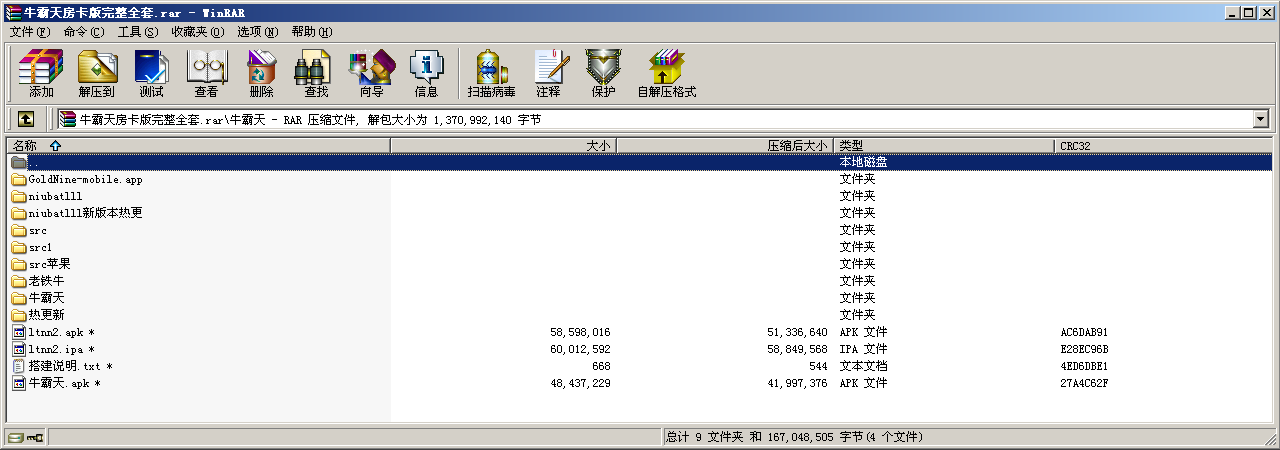 牛霸天房卡版完整全套.rar - WinRAR
文件(F) 命令(C) 工具(S) 收藏夹(O) 选项(N) 帮助(H)
添加 解压到 测试 查看 删除 查找 向导 信息 扫描病毒 注释 保护 自解压格式
牛霸天房卡版完整全套.rar\牛霸天 - RAR 压缩文件, 解包大小为 1,370,992,140 字节
名称 大小 压缩后大小 类型 CRC32
.. 本地磁盘
GoldNine-mobile.app 文件夹
niubatlll 文件夹
niubatlll新版本热更 文件夹
src 文件夹
src1 文件夹
src苹果 文件夹
老铁牛 文件夹
牛霸天 文件夹
热更新 文件夹
ltnn2.apk * 58,598,016 51,336,640 APK 文件 AC6DAB91
ltnn2.ipa * 60,012,592 58,849,568 IPA 文件 E28EC96B
搭建说明.txt * 668 544 文本文档 4ED6DBE1
牛霸天.apk * 48,437,229 41,997,376 APK 文件 27A4C62F
总计 9 文件夹 和 167,048,505 字节(4 个文件)